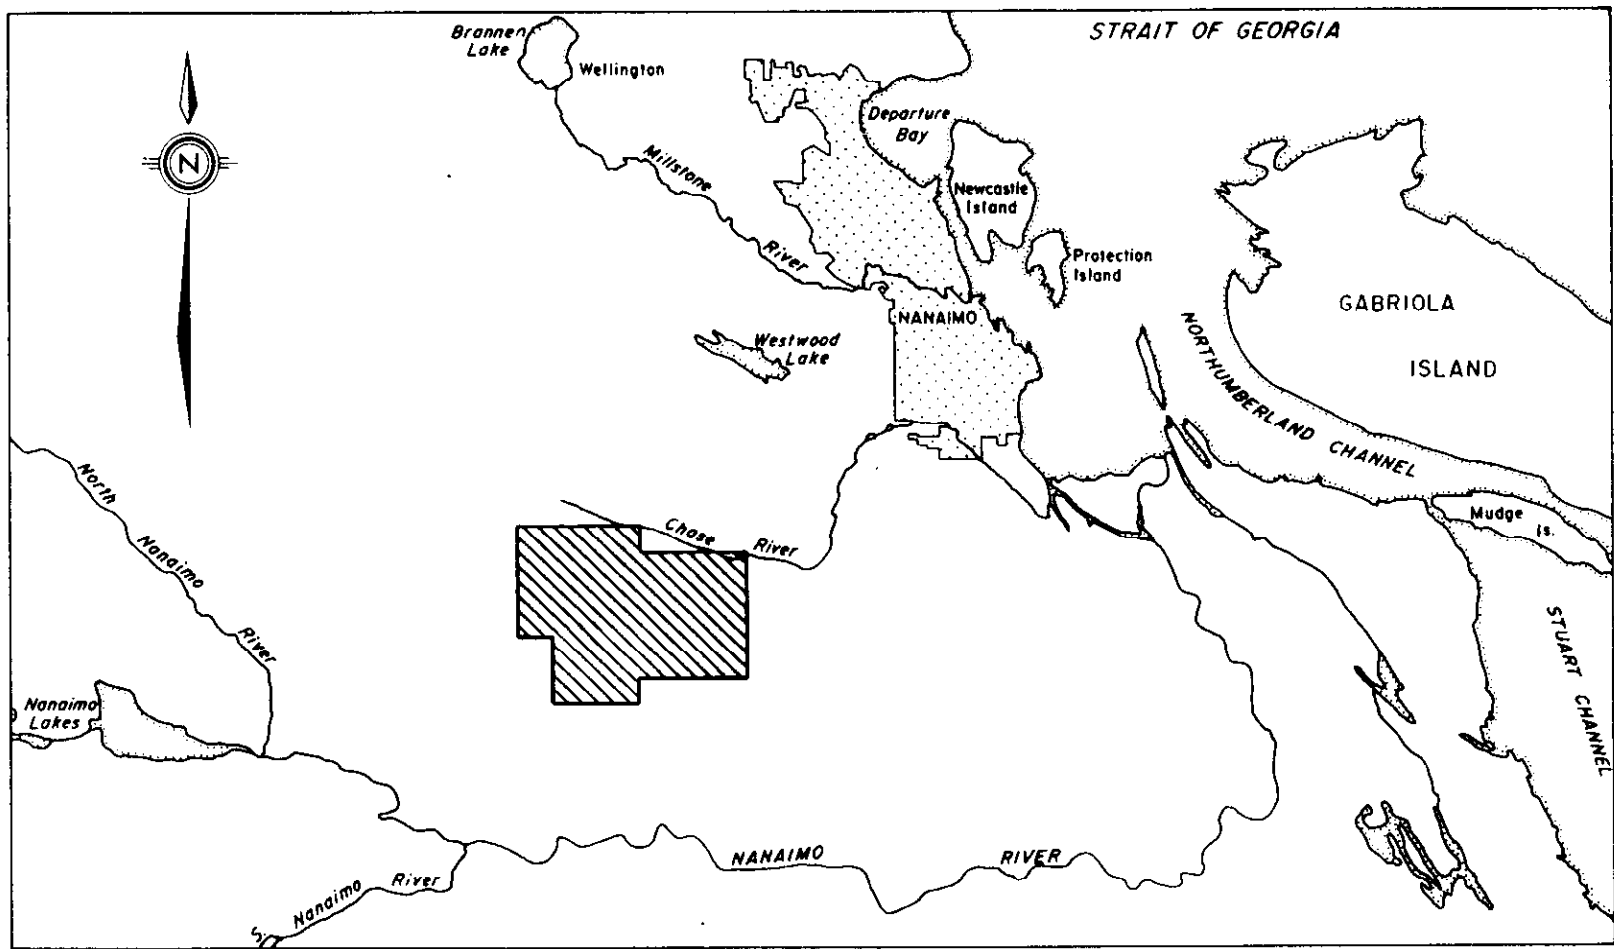 STRAIT OF GEORGIA
Brannen
Lake
Wellington
Departure
Bay
Millstone
River
Newcastle
Island
Protection
Island
N
NANAIMO
Westwood
Lake
GABRIOLA
ISLAND
NORTHUMBERLAND CHANNEL
North
Nanaimo
River
Chase
River
Mudge
Is.
STUART CHANNEL
Nanaimo
Lakes
NANAIMO
RIVER
S.
Nanaimo
River